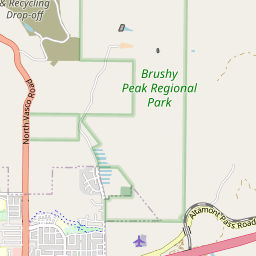 & Recycling
Drop-off
Brushy
Peak Regional
Park
North Vasco Road
Altamont Pass Road